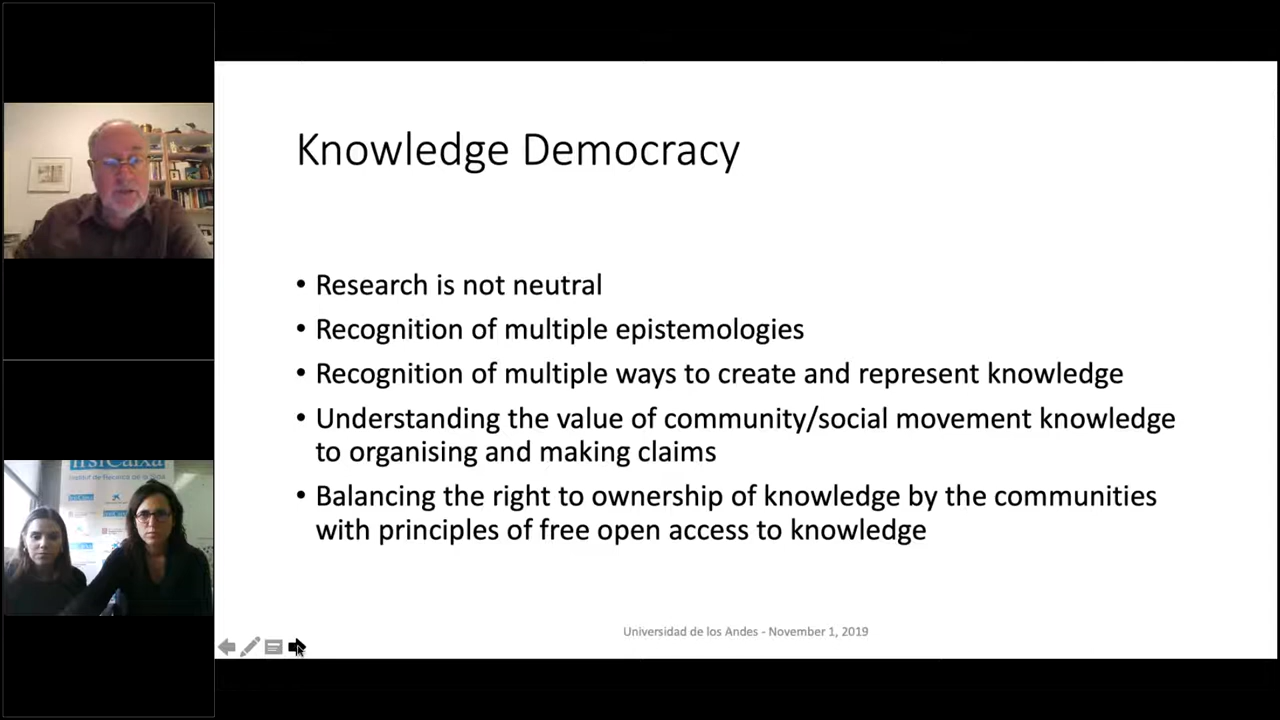 Knowledge Democracy
• Research is not neutral
• Recognition of multiple epistemologies
• Recognition of multiple ways to create and represent knowledge
• Understanding the value of community/social movement knowledge
to organising and making claims
• Balancing the right to ownership of knowledge by the communities
with principles of free open access to knowledge
Universidad de los Andes - November 1, 2019
irsiCaixa